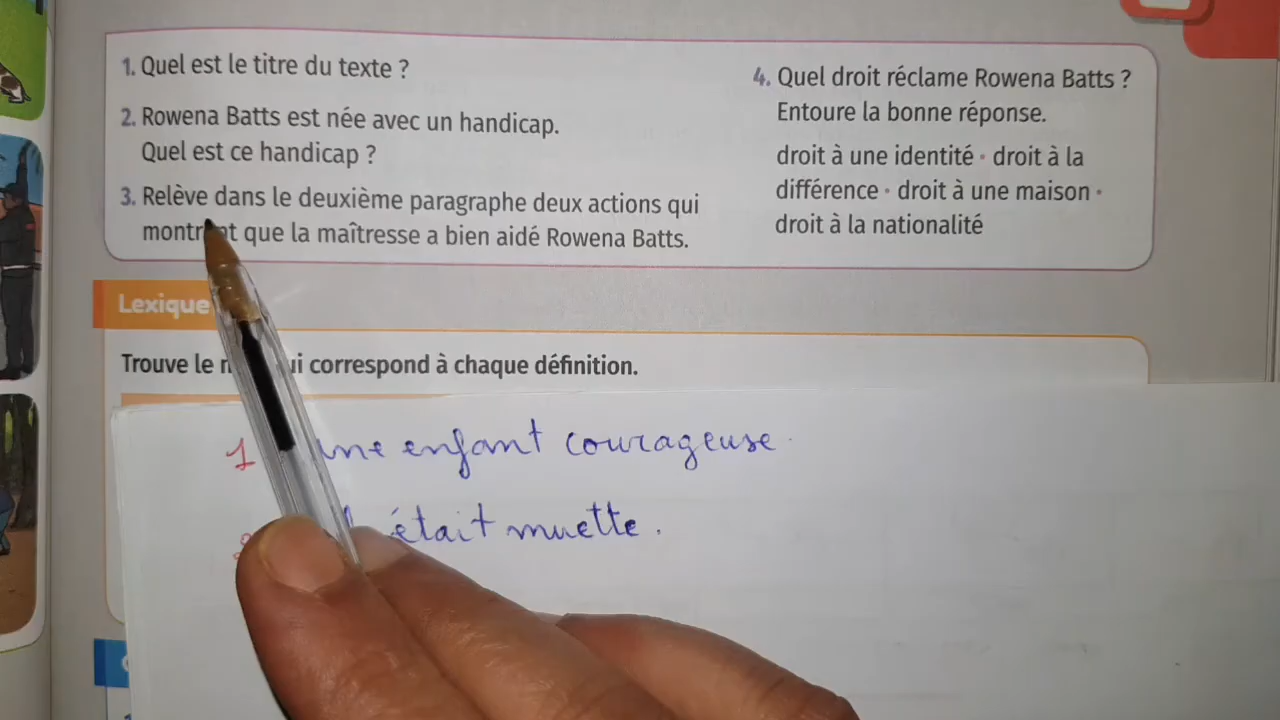 1. Quel est le titre du texte ?
2. Rowena Batts est née avec un handicap.
Quel est ce handicap ?
3. Relève dans le deuxième paragraphe deux actions qui
montrent que la maîtresse a bien aidé Rowena Batts.
4. Quel droit réclame Rowena Batts ?
Entoure la bonne réponse.
droit à une identité • droit à la
différence • droit à une maison •
droit à la nationalité
Lexique
Trouve le correspond à chaque définition.
1 enfant courageuse.
était muette.